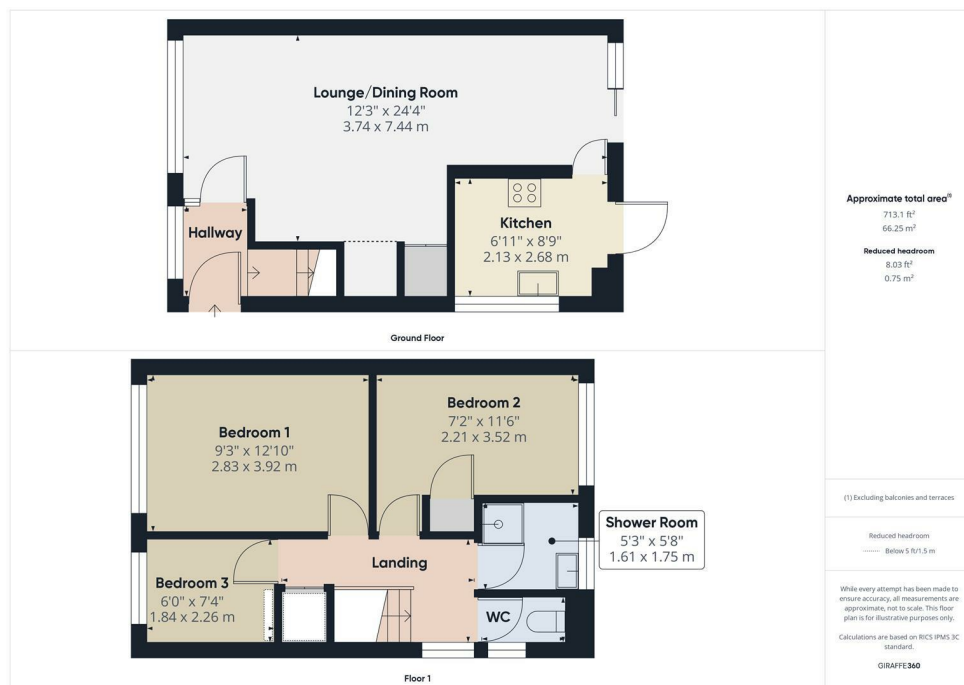 Lounge/Dining Room
12'3" x 24'4"
3.74 x 7.44 m
Hallway
Kitchen
6'11" x 8'9"
2.13 x 2.68 m
Ground Floor
Bedroom 1
9'3" x 12'10"
2.83 x 3.92 m
Bedroom 2
7'2" x 11'6"
2.21 x 3.52 m
Shower Room
5'3" x 5'8"
1.61 x 1.75 m
Landing
Bedroom 3
6'0" x 7'4"
1.84 x 2.26 m
WC
Floor 1
Approximate total area⁽¹⁾
713.1 ft²
66.25 m²
Reduced headroom
8.03 ft²
0.75 m²
(1) Excluding balconies and terraces
Reduced headroom
Below 5 ft/1.5 m
While every attempt has been made to
ensure accuracy, all measurements are
approximate, not to scale. This floor
plan is for illustrative purposes only.
Calculations are based on RICS IPMS 3C
standard.
GIRAFFE360